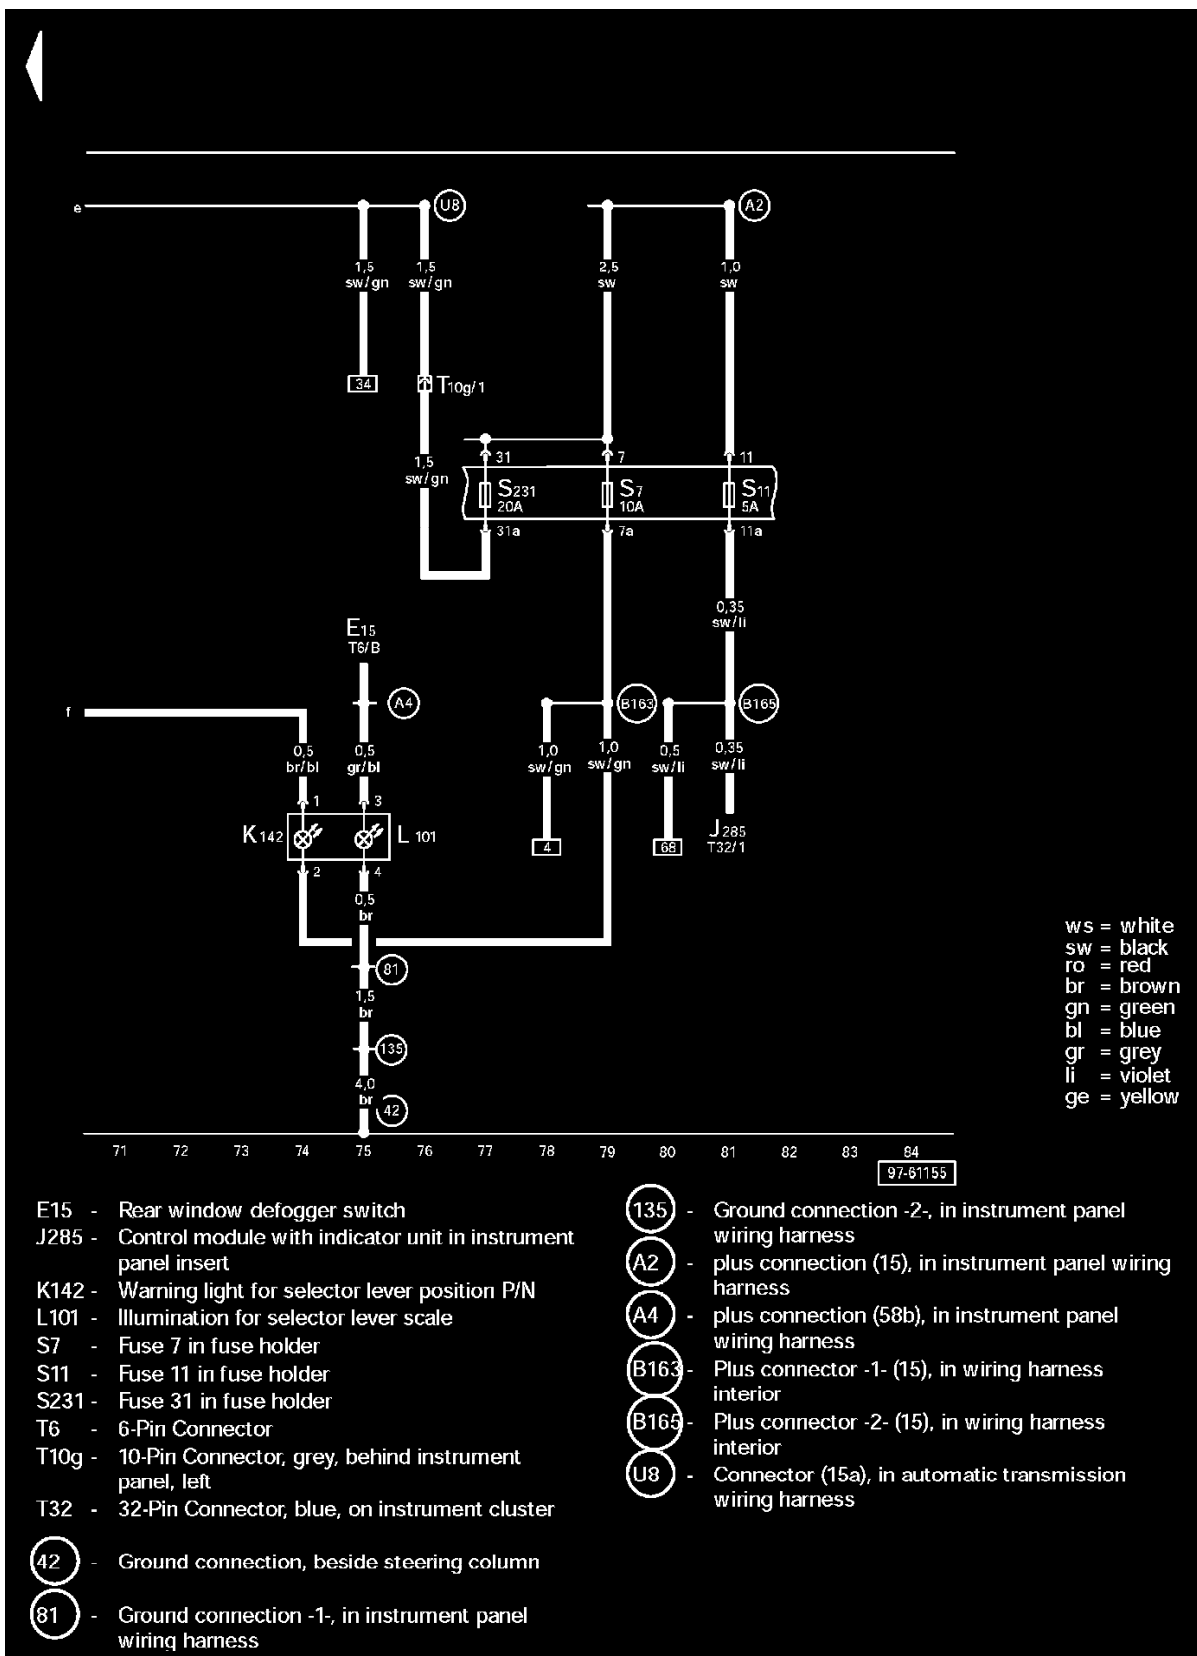 e
U8
A2
1,5
sw/gn
1,5
sw/gn
2,5
sw
1,0
sw
34
T10g/1
1,5
sw/gn
31
7
11
S231
20A
S7
10A
S11
5A
31a
7a
11a
0,35
sw/li
E15
T6/B
A4
B163
B165
f
0,5
br/bl
0,5
gr/bl
1,0
sw/gn
1,0
sw/gn
0,5
sw/li
0,35
sw/li
1
3
K142
L101
4
68
J285
T32/1
2
4
0,5
br
81
1,5
br
135
4,0
br
42
ws = white
sw = black
ro = red
br = brown
gn = green
bl = blue
gr = grey
li = violet
ge = yellow
71 72 73 74 75 76 77 78 79 80 81 82 83 84
97-61155
E15 - Rear window defogger switch
J285 - Control module with indicator unit in instrument
panel insert
K142 - Warning light for selector lever position P/N
L101 - Illumination for selector lever scale
S7 - Fuse 7 in fuse holder
S11 - Fuse 11 in fuse holder
S231 - Fuse 31 in fuse holder
T6 - 6-Pin Connector
T10g - 10-Pin Connector, grey, behind instrument
panel, left
T32 - 32-Pin Connector, blue, on instrument cluster
42 - Ground connection, beside steering column
81 - Ground connection -1-, in instrument panel
wiring harness
135 - Ground connection -2-, in instrument panel
wiring harness
A2 - plus connection (15), in instrument panel wiring
harness
A4 - plus connection (58b), in instrument panel
wiring harness
B163 - Plus connector -1- (15), in wiring harness
interior
B165 - Plus connector -2- (15), in wiring harness
interior
U8 - Connector (15a), in automatic transmission
wiring harness